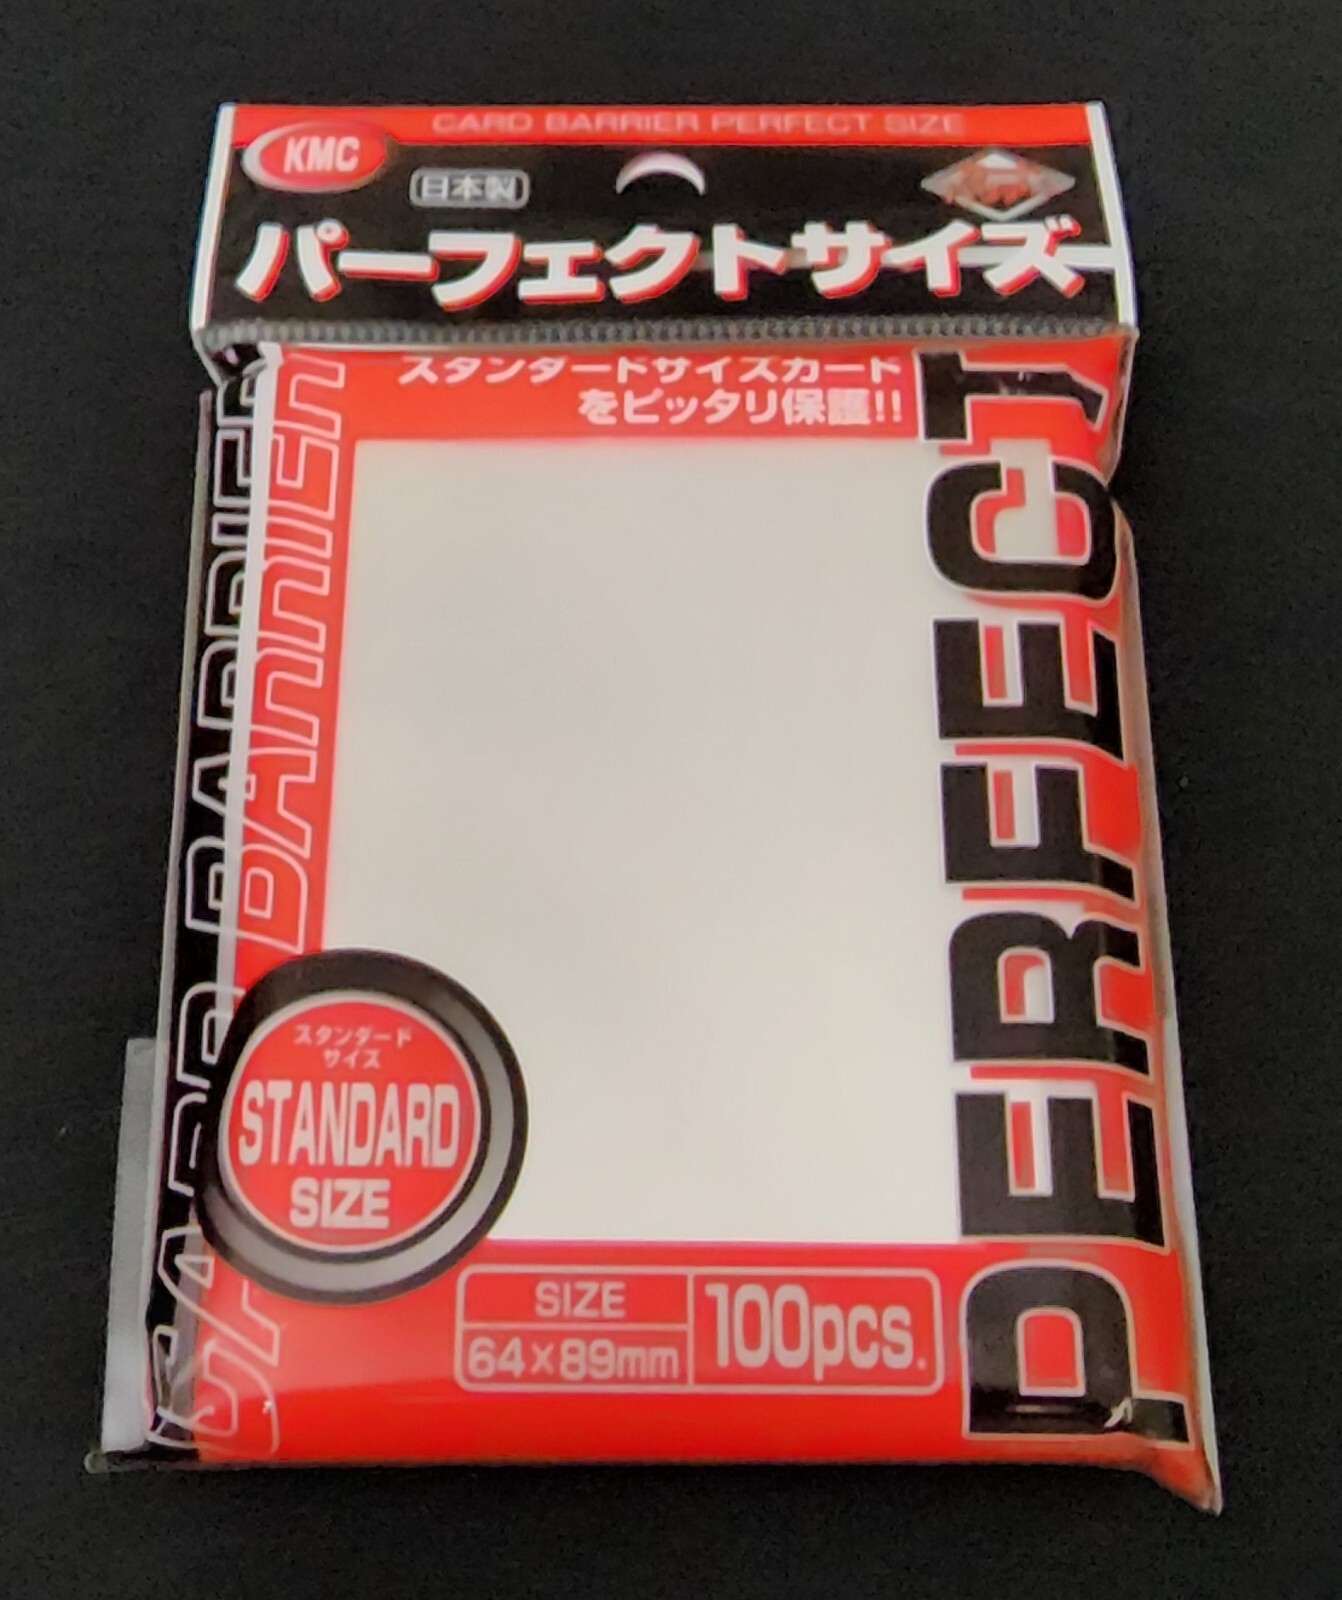 CARD BARRIER PERFECT SIZE
KMC
日本製
パーフェクトサイズ
スタンダードサイズカード
をピッタリ保護!!
CARD BARRIER
CARD BARRIER
PERFECT
スタンダード
サイズ
STANDARD
SIZE
SIZE
64×89mm
100pcs.